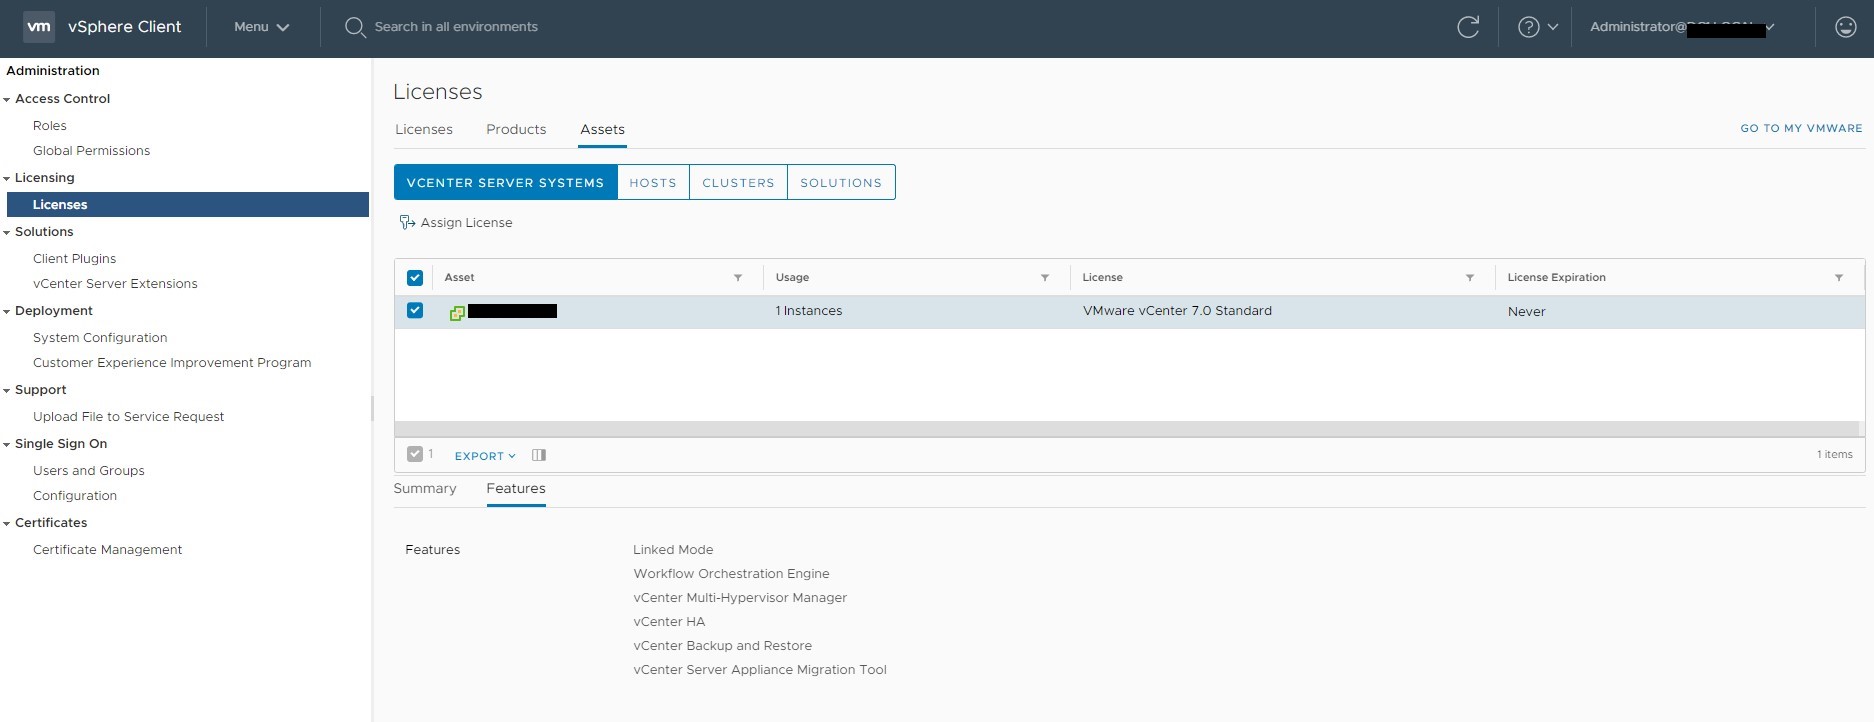 vm vSphere Client Menu Search in all environments Administrator@
Administration
Access Control
Roles
Global Permissions
Licensing
Licenses
Solutions
Client Plugins
vCenter Server Extensions
Deployment
System Configuration
Customer Experience Improvement Program
Support
Upload File to Service Request
Single Sign On
Users and Groups
Configuration
Certificates
Certificate Management
Licenses
Licenses Products Assets GO TO MY VMWARE
VCENTER SERVER SYSTEMS HOSTS CLUSTERS SOLUTIONS
Assign License
Asset Usage License License Expiration
1 Instances VMware vCenter 7.0 Standard Never
1 EXPORT 1 items
Summary Features
Features Linked Mode
Workflow Orchestration Engine
vCenter Multi-Hypervisor Manager
vCenter HA
vCenter Backup and Restore
vCenter Server Appliance Migration Tool